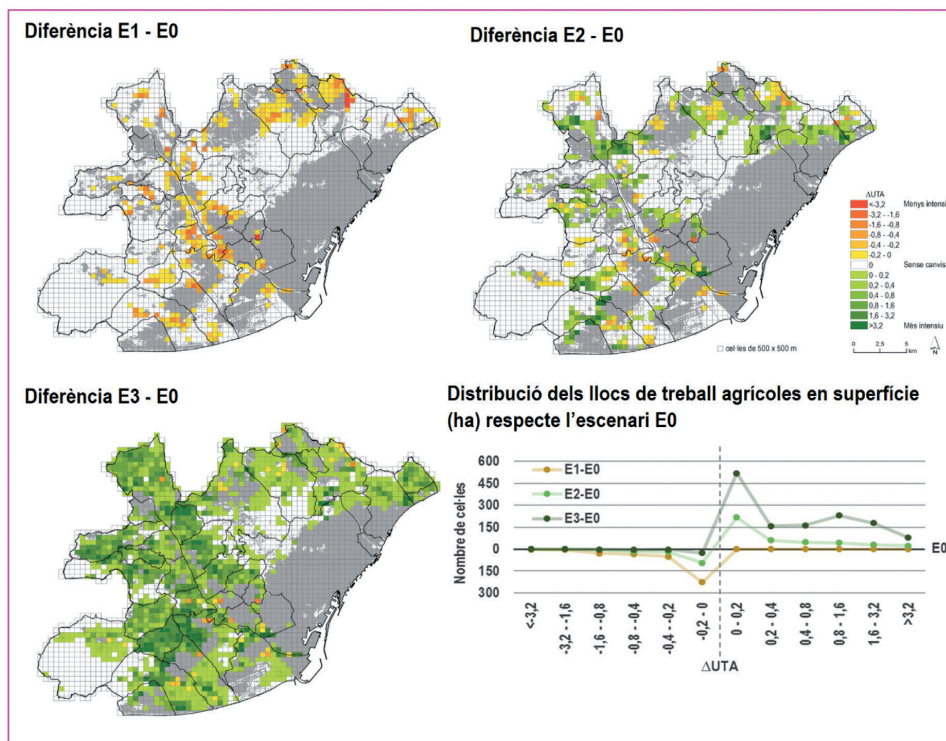 Diferència E1 - E0
Diferència E2 - E0
ΔUTA
<-3,2 Menys intensi
-3,2 - -1,6
-1,6 - -0,8
-0,8 - -0,4
-0,4 - -0,2
-0,2 - 0
0 Sense canvis
0 - 0,2
0,2 - 0,4
0,4 - 0,8
0,8 - 1,6
1,6 - 3,2
>3,2 Més intensiu
cel·les de 500 x 500 m
0 2,5 5
km
N
Diferència E3 - E0
Distribució dels llocs de treball agrícoles en superfície
(ha) respecte l'escenari E0
Nombre de cel·les
600
450
300
150
0
150
300
E1-E0
E2-E0
E3-E0
E0
<-3,2
-3,2 - -1,6
-1,6 - -0,8
-0,8 - -0,4
-0,4 - -0,2
-0,2 - 0
0 - 0,2
0,2 - 0,4
0,4 - 0,8
0,8 - 1,6
1,6 - 3,2
>3,2
ΔUTA